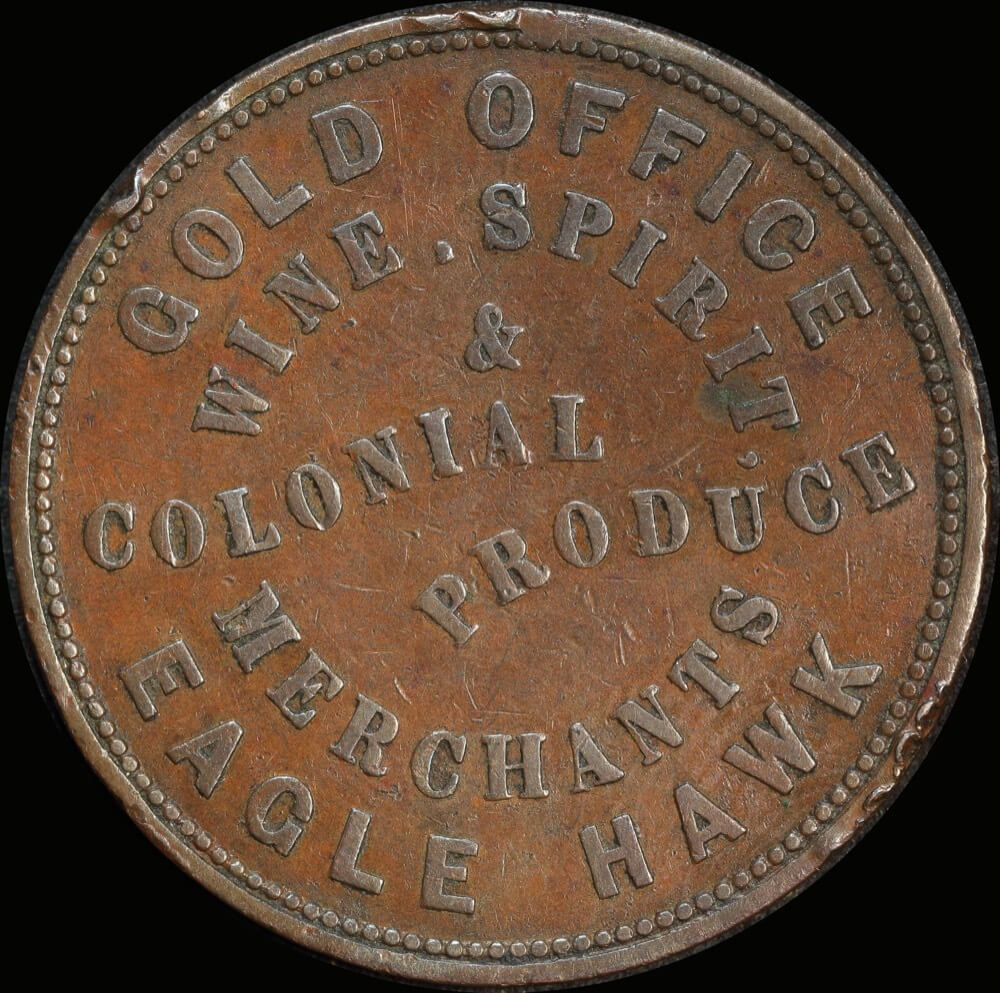 GOLD OFFICE
WINE. SPIRIT
&
COLONIAL
PRODUCE
MERCHANTS
EAGLE HAWK